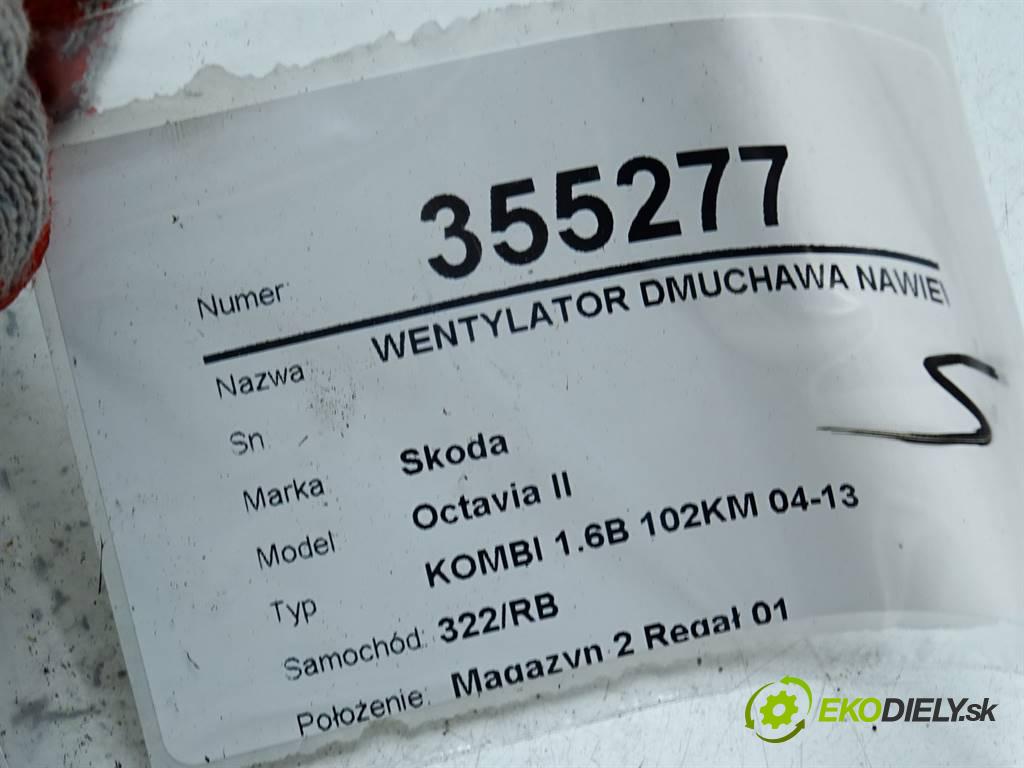 Numer 355277
Nazwa WENTYLATOR DMUCHAWA NAWIE
Sn
Marka Skoda
Model Octavia II
Typ KOMBI 1.6B 102KM 04-13
Samochód: 322/RB
Położenie: Magazyn 2 Regał 01
S
EKODIELY.sk